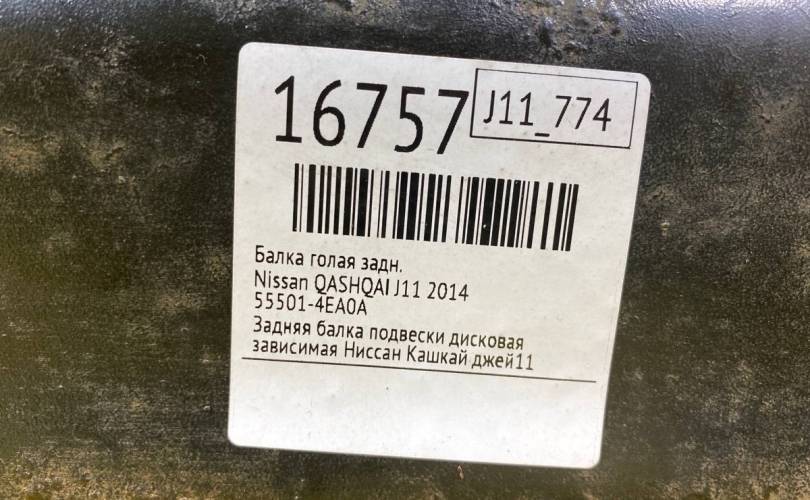 16757
J11_774
Балка голая задн.
Nissan QASHQAI J11 2014
55501-4EA0A
Задняя балка подвески дисковая
зависимая Ниссан Кашкай джей11